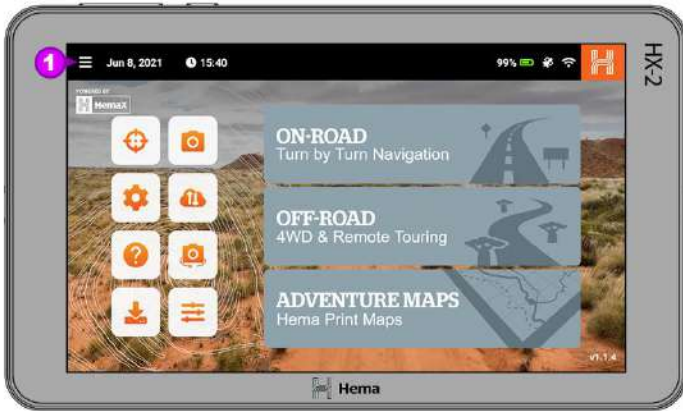 1
Jun 8, 2021 15:40 99%
POWERED BY
HemaX
ON-ROAD
Turn by Turn Navigation
OFF-ROAD
4WD & Remote Touring
ADVENTURE MAPS
Hema Print Maps
v1.1.4
Hema
HX-2